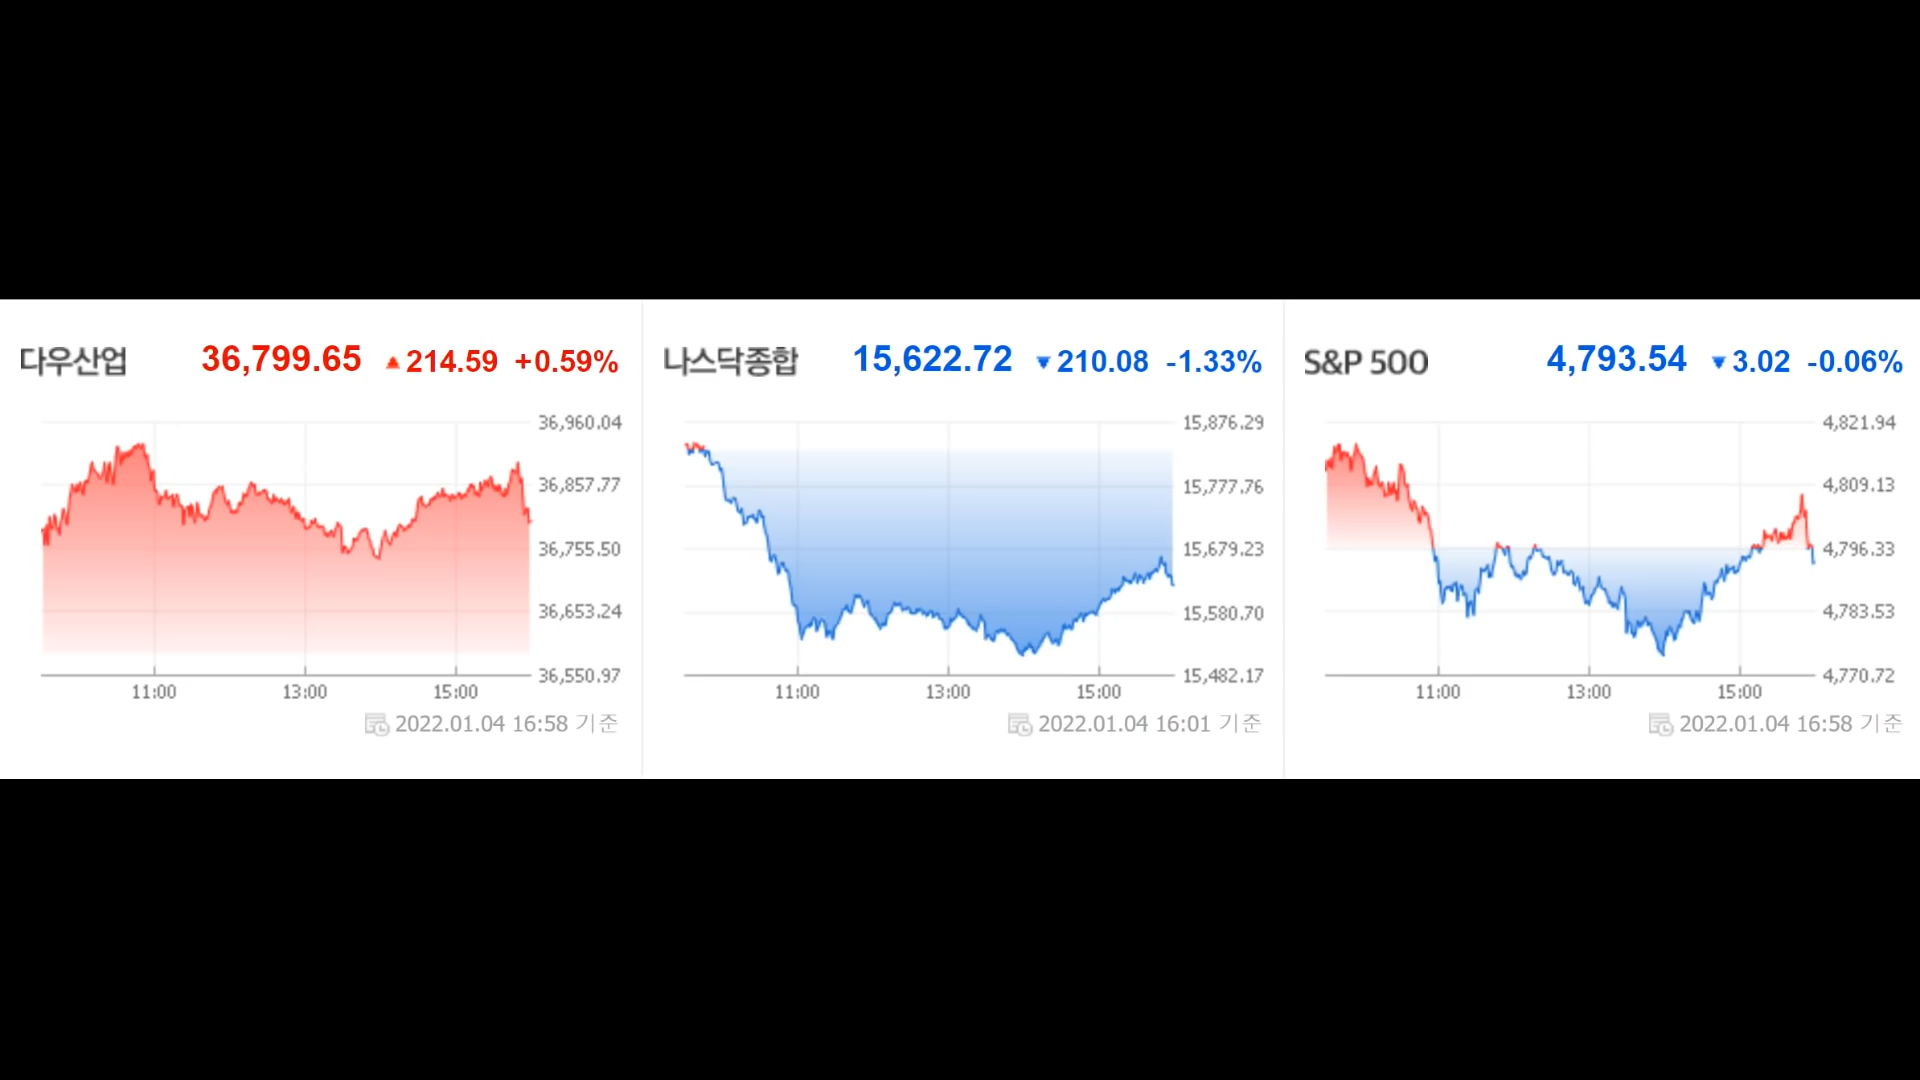 다우산업 36,799.65 ▲214.59 +0.59%
36,960.04
36,857.77
36,755.50
36,653.24
36,550.97
11:00 13:00 15:00
2022.01.04 16:58 기준
나스닥종합 15,622.72 ▼210.08 -1.33%
15,876.29
15,777.76
15,679.23
15,580.70
15,482.17
11:00 13:00 15:00
2022.01.04 16:01 기준
S&P 500 4,793.54 ▼3.02 -0.06%
4,821.94
4,809.13
4,796.33
4,783.53
4,770.72
11:00 13:00 15:00
2022.01.04 16:58 기준